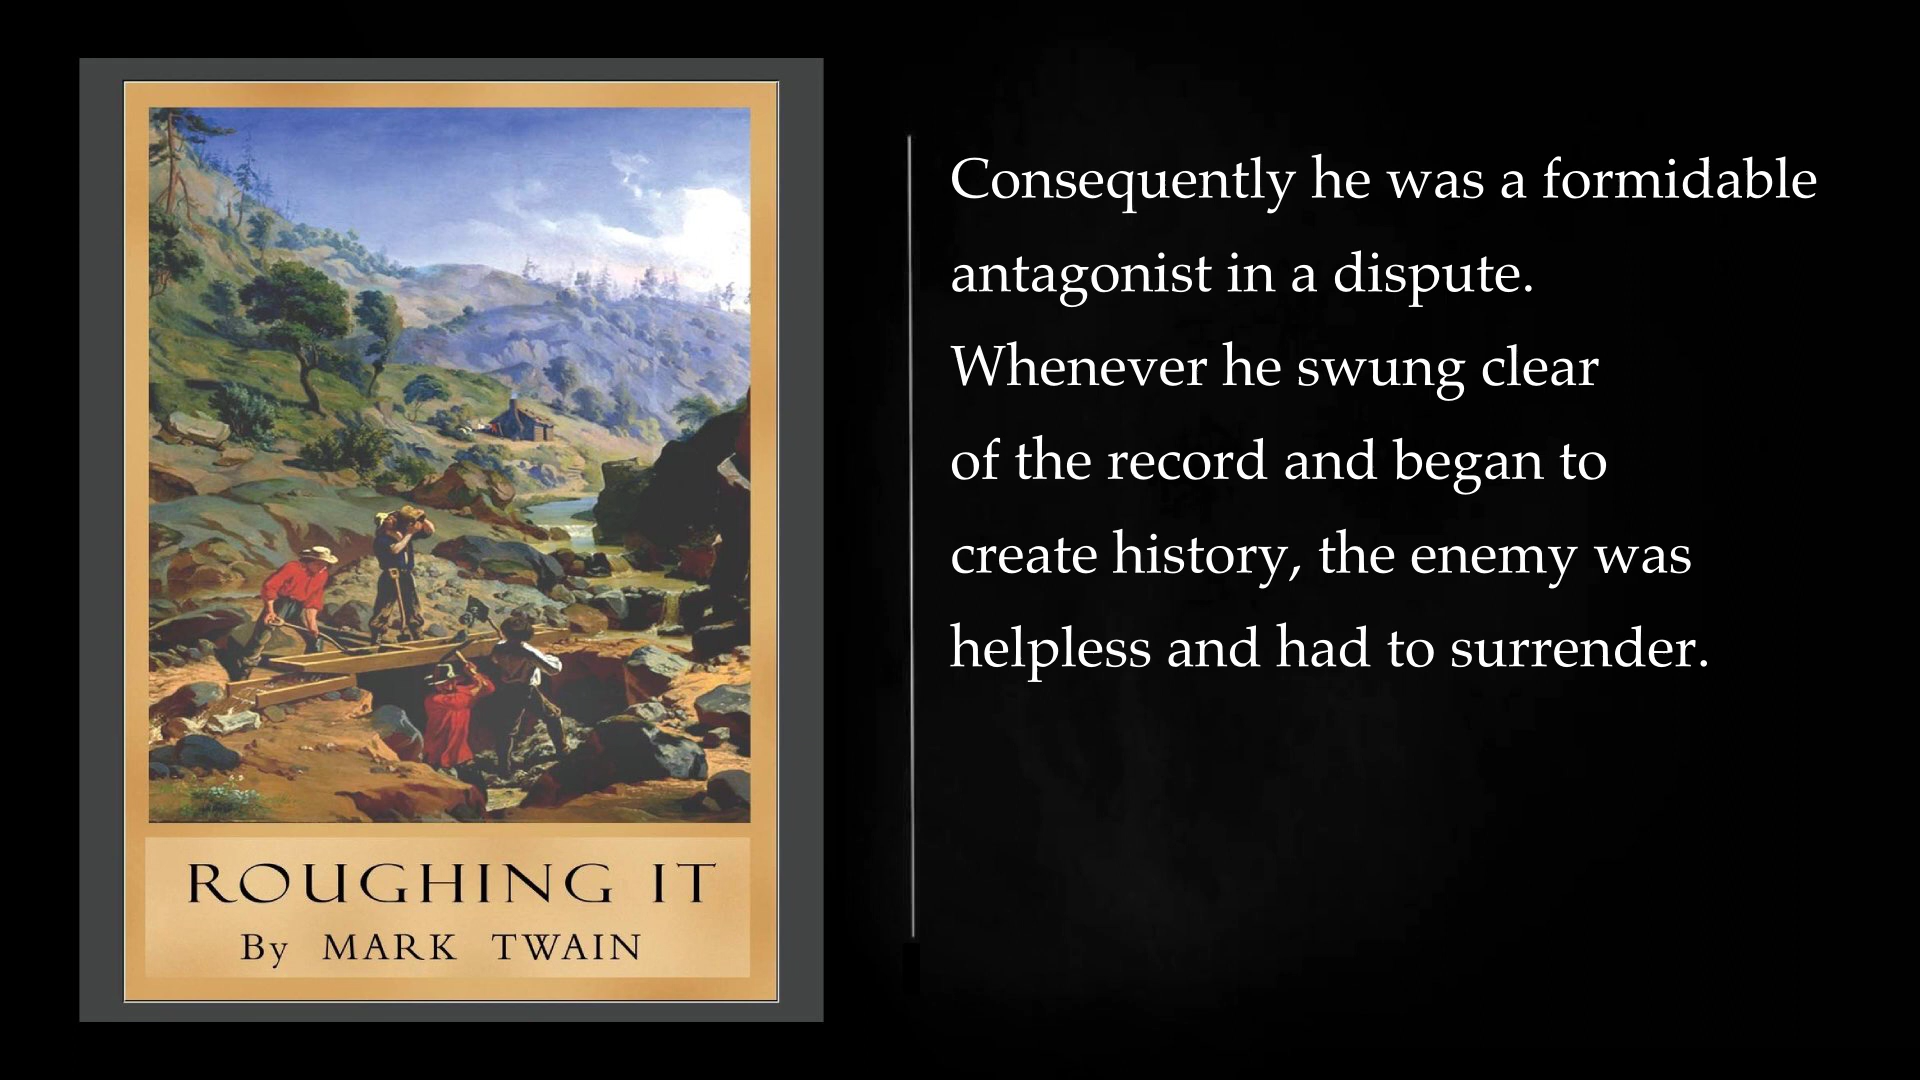 ROUGHING IT
By MARK TWAIN
Consequently he was a formidable
antagonist in a dispute.
Whenever he swung clear
of the record and began to
create history, the enemy was
helpless and had to surrender.